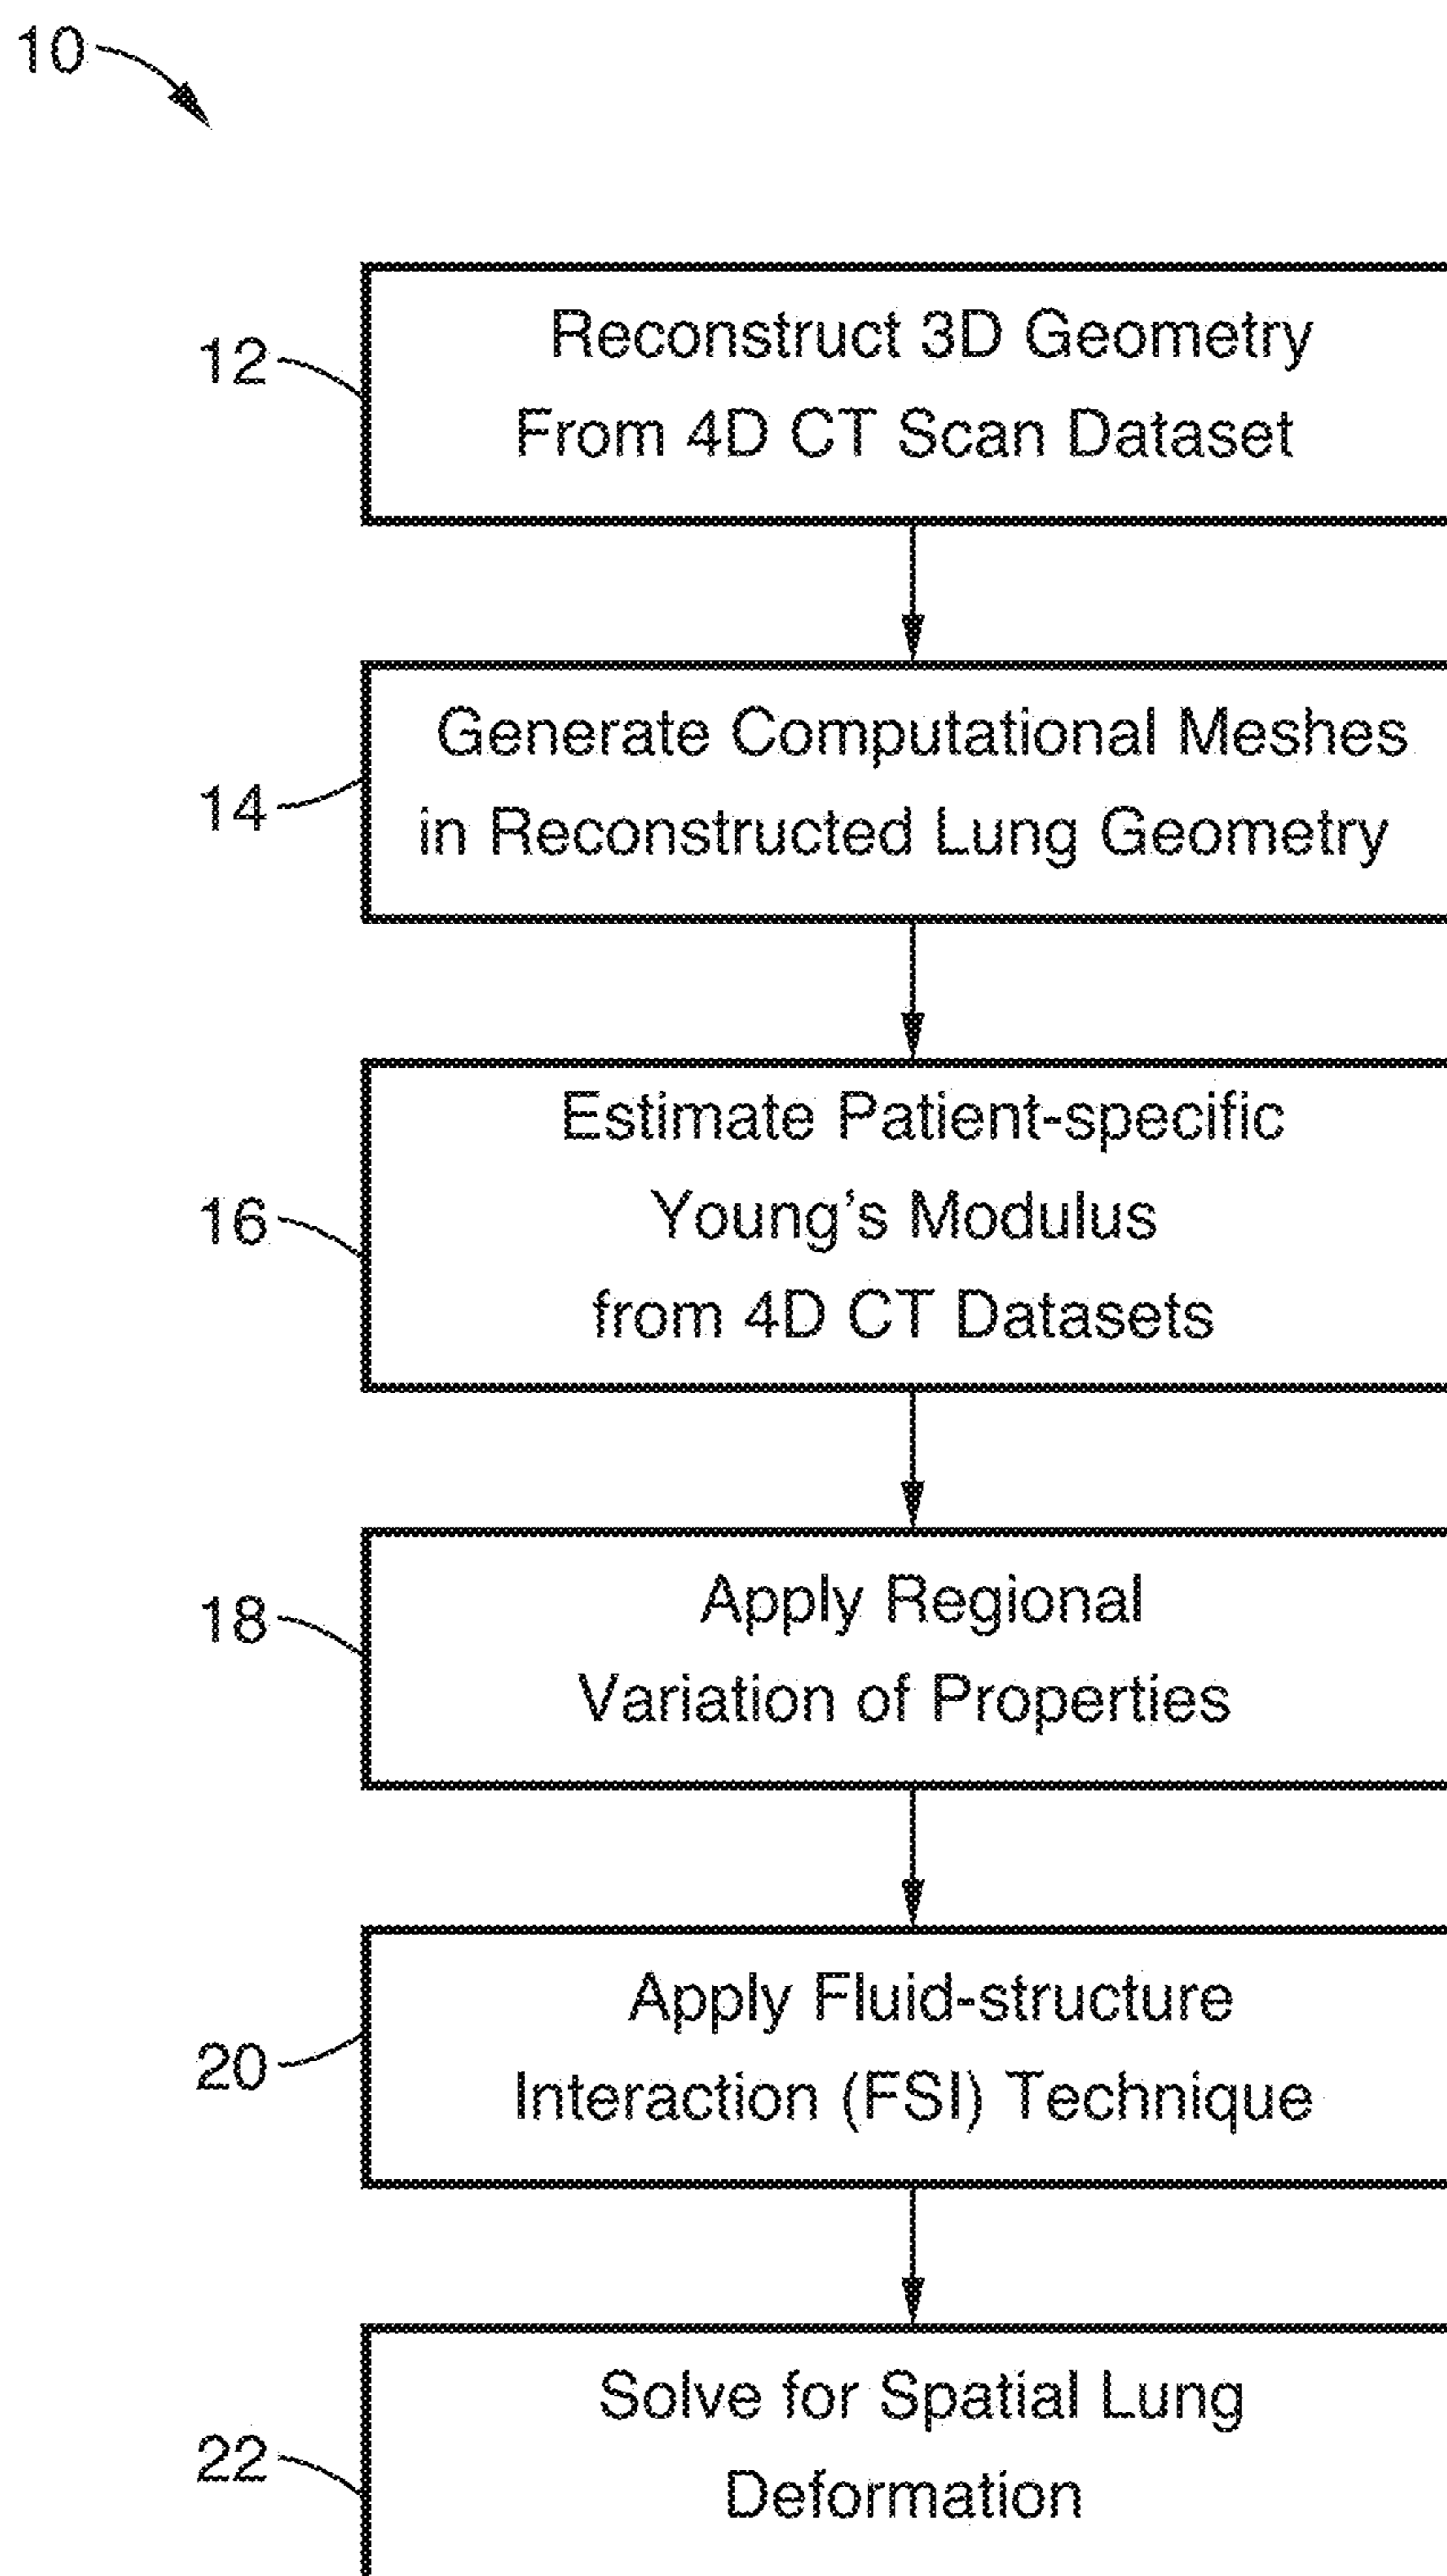 10
12
Reconstruct 3D Geometry
From 4D CT Scan Dataset
14
Generate Computational Meshes
in Reconstructed Lung Geometry
16
Estimate Patient-specific
Young's Modulus
from 4D CT Datasets
18
Apply Regional
Variation of Properties
20
Apply Fluid-structure
Interaction (FSI) Technique
22
Solve for Spatial Lung
Deformation